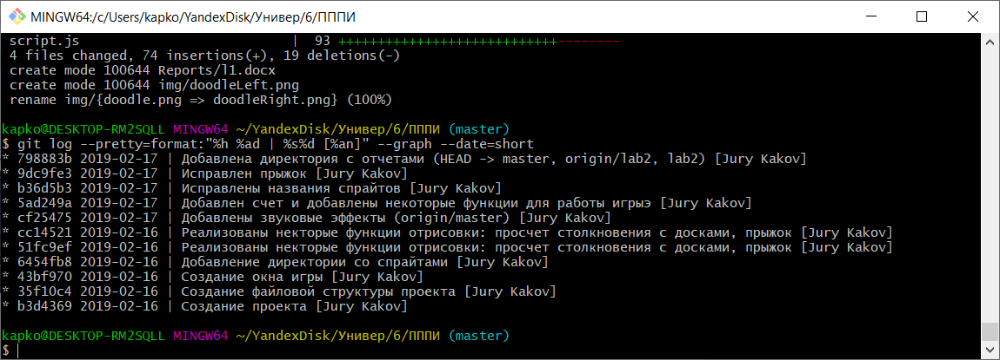 MINGW64:/c/Users/kapko/YandexDisk/Универ/6/ПППИ
script.js | 93 ++++++++++++++++++++++++++++--------
4 files changed, 74 insertions(+), 19 deletions(-)
create mode 100644 Reports/l1.docx
create mode 100644 img/doodleLeft.png
rename img/{doodle.png => doodleRight.png} (100%)
kapko@DESKTOP-RM2SQLL MINGW64 ~/YandexDisk/Универ/6/ПППИ (master)
$ git log --pretty=format:"%h %ad | %s%d [%an]" --graph --date=short
* 798883b 2019-02-17 | Добавлена директория с отчетами (HEAD -> master, origin/lab2, lab2) [Jury Kakov]
* 9dc9fe3 2019-02-17 | Исправлен прыжок [Jury Kakov]
* b36d5b3 2019-02-17 | Исправлены названия спрайтов [Jury Kakov]
* 5ad249a 2019-02-17 | Добавлен счет и добавлены некоторые функции для работы игрыэ [Jury Kakov]
* cf25475 2019-02-17 | Добавлены звуковые эффекты (origin/master) [Jury Kakov]
* cc14521 2019-02-16 | Реализованы некторые функции отрисовки: просчет столкновения с досками, прыжок [Jury Kakov]
* 51fc9ef 2019-02-16 | Реализованы некторые функции отрисовки: просчет столкновения с досками, прыжок [Jury Kakov]
* 6454fb8 2019-02-16 | Добавление директории со спрайтами [Jury Kakov]
* 43bf970 2019-02-16 | Создание окна игры [Jury Kakov]
* 35f10c4 2019-02-16 | Создание файловой структуры проекта [Jury Kakov]
* b3d4369 2019-02-16 | Создание проекта [Jury Kakov]
kapko@DESKTOP-RM2SQLL MINGW64 ~/YandexDisk/Универ/6/ПППИ (master)
$